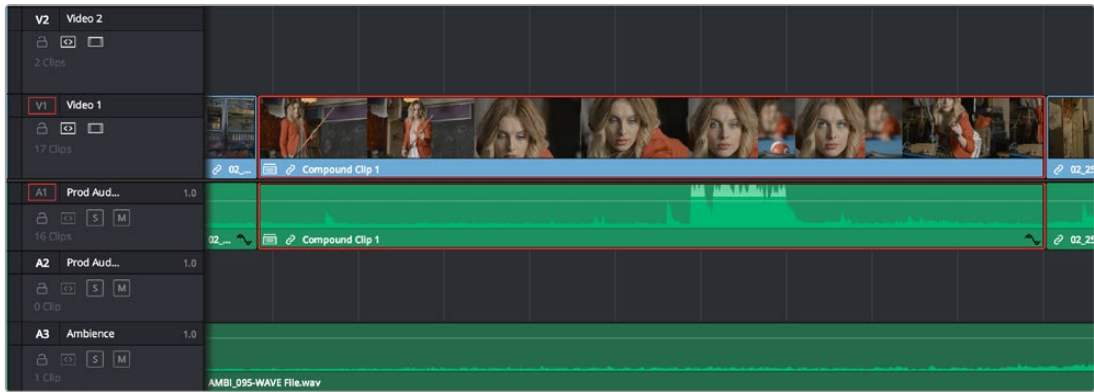 V2 Video 2
2 Clips
V1 Video 1
17 Clips
02_... Compound Clip 1 02_25
A1 Prod Aud... 1.0
S M
16 Clips
02_... Compound Clip 1 02_25
A2 Prod Aud... 1.0
S M
0 Clip
A3 Ambience 1.0
S M
1 Clip
AMBI_095-WAVE File.wav